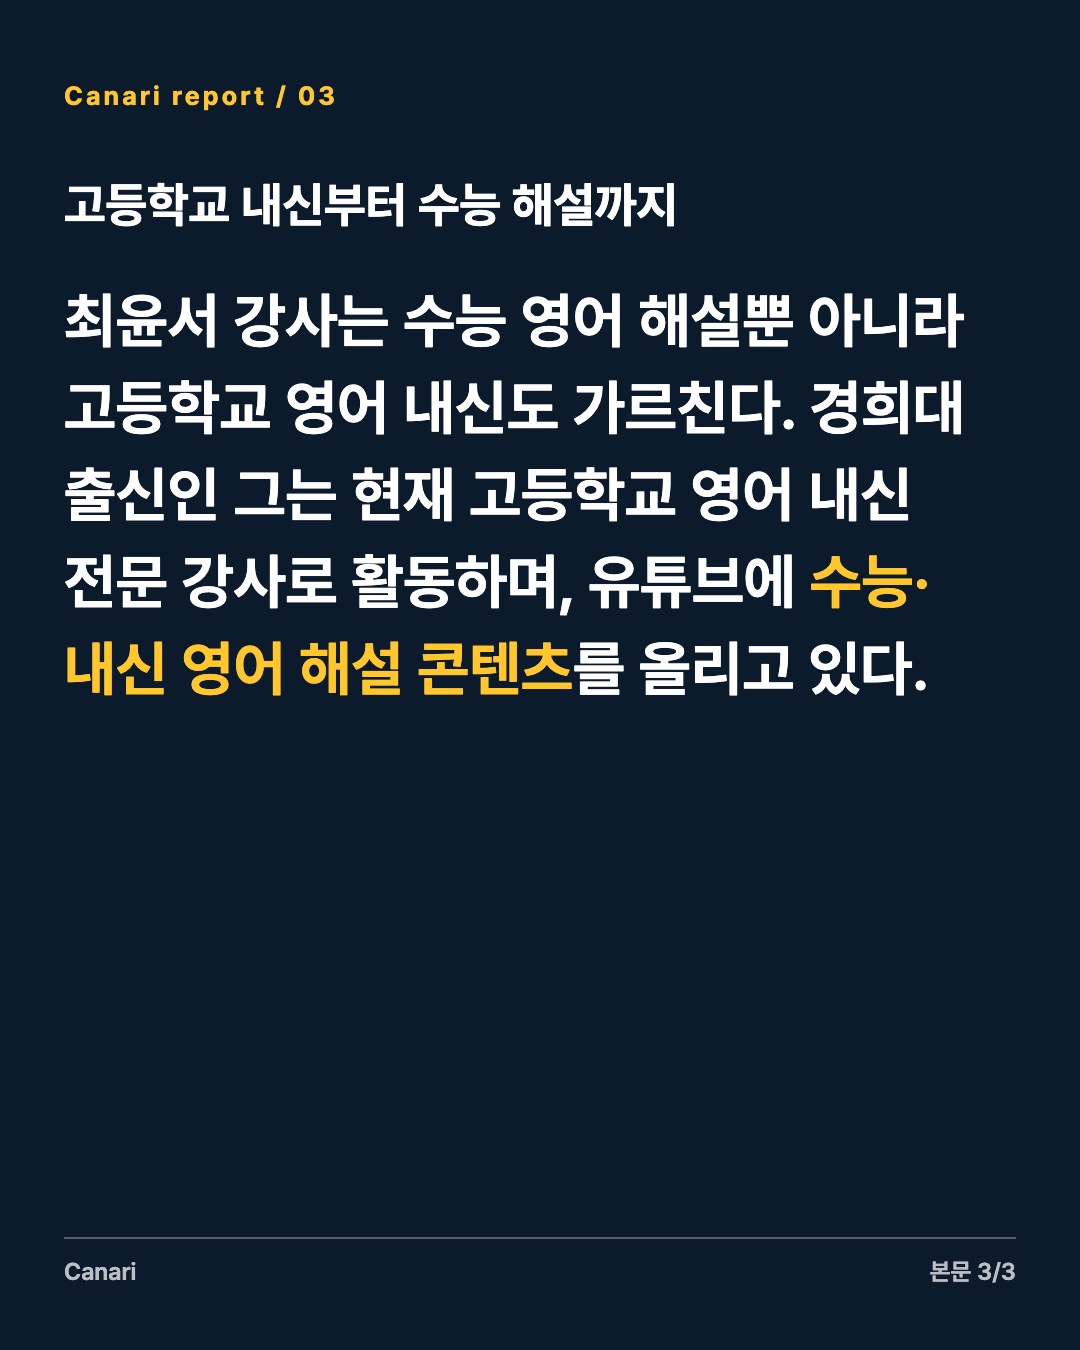 Canari report / 03
고등학교 내신부터 수능 해설까지
최윤서 강사는 수능 영어 해설뿐 아니라
고등학교 영어 내신도 가르친다. 경희대
출신인 그는 현재 고등학교 영어 내신
전문 강사로 활동하며, 유튜브에 수능·
내신 영어 해설 콘텐츠를 올리고 있다.
Canari
본문 3/3